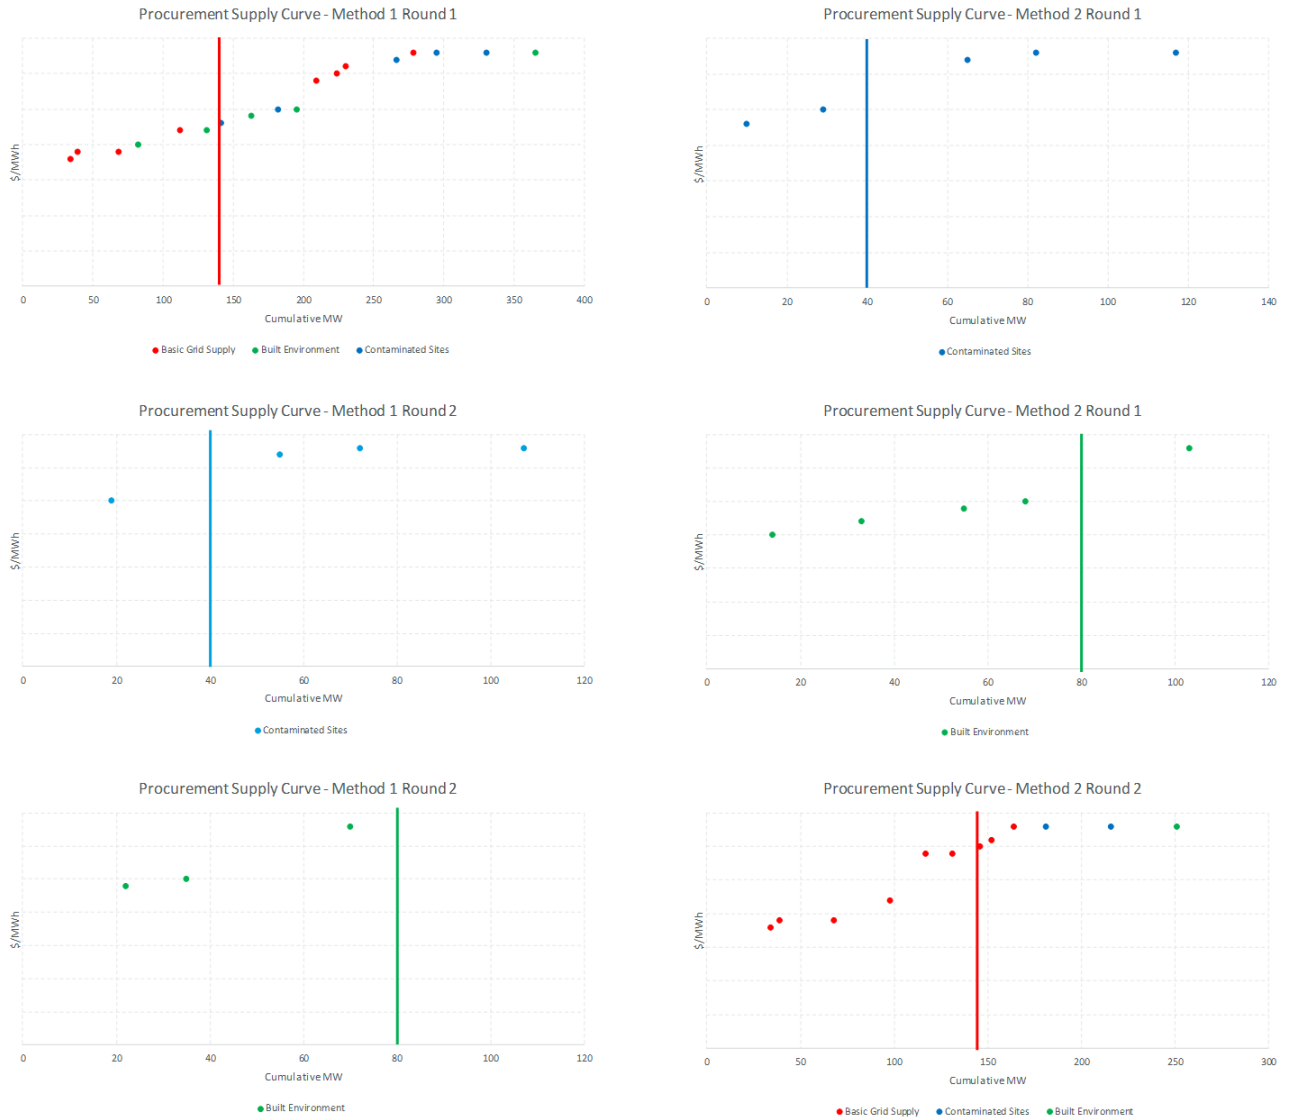 Procurement Supply Curve - Method 1 Round 1
$/MWh
0 50 100 150 200 250 300 350 400
Cumulative MW
Basic Grid Supply Built Environment Contaminated Sites
Procurement Supply Curve - Method 2 Round 1
$/MWh
0 20 40 60 80 100 120 140
Cumulative MW
Contaminated Sites
Procurement Supply Curve - Method 1 Round 2
$/MWh
0 20 40 60 80 100 120
Cumulative MW
Contaminated Sites
Procurement Supply Curve - Method 2 Round 1
$/MWh
0 20 40 60 80 100 120
Cumulative MW
Built Environment
Procurement Supply Curve - Method 1 Round 2
$/MWh
0 20 40 60 80 100 120
Cumulative MW
Built Environment
Procurement Supply Curve - Method 2 Round 2
$/MWh
0 50 100 150 200 250 300
Cumulative MW
Basic Grid Supply Contaminated Sites Built Environment